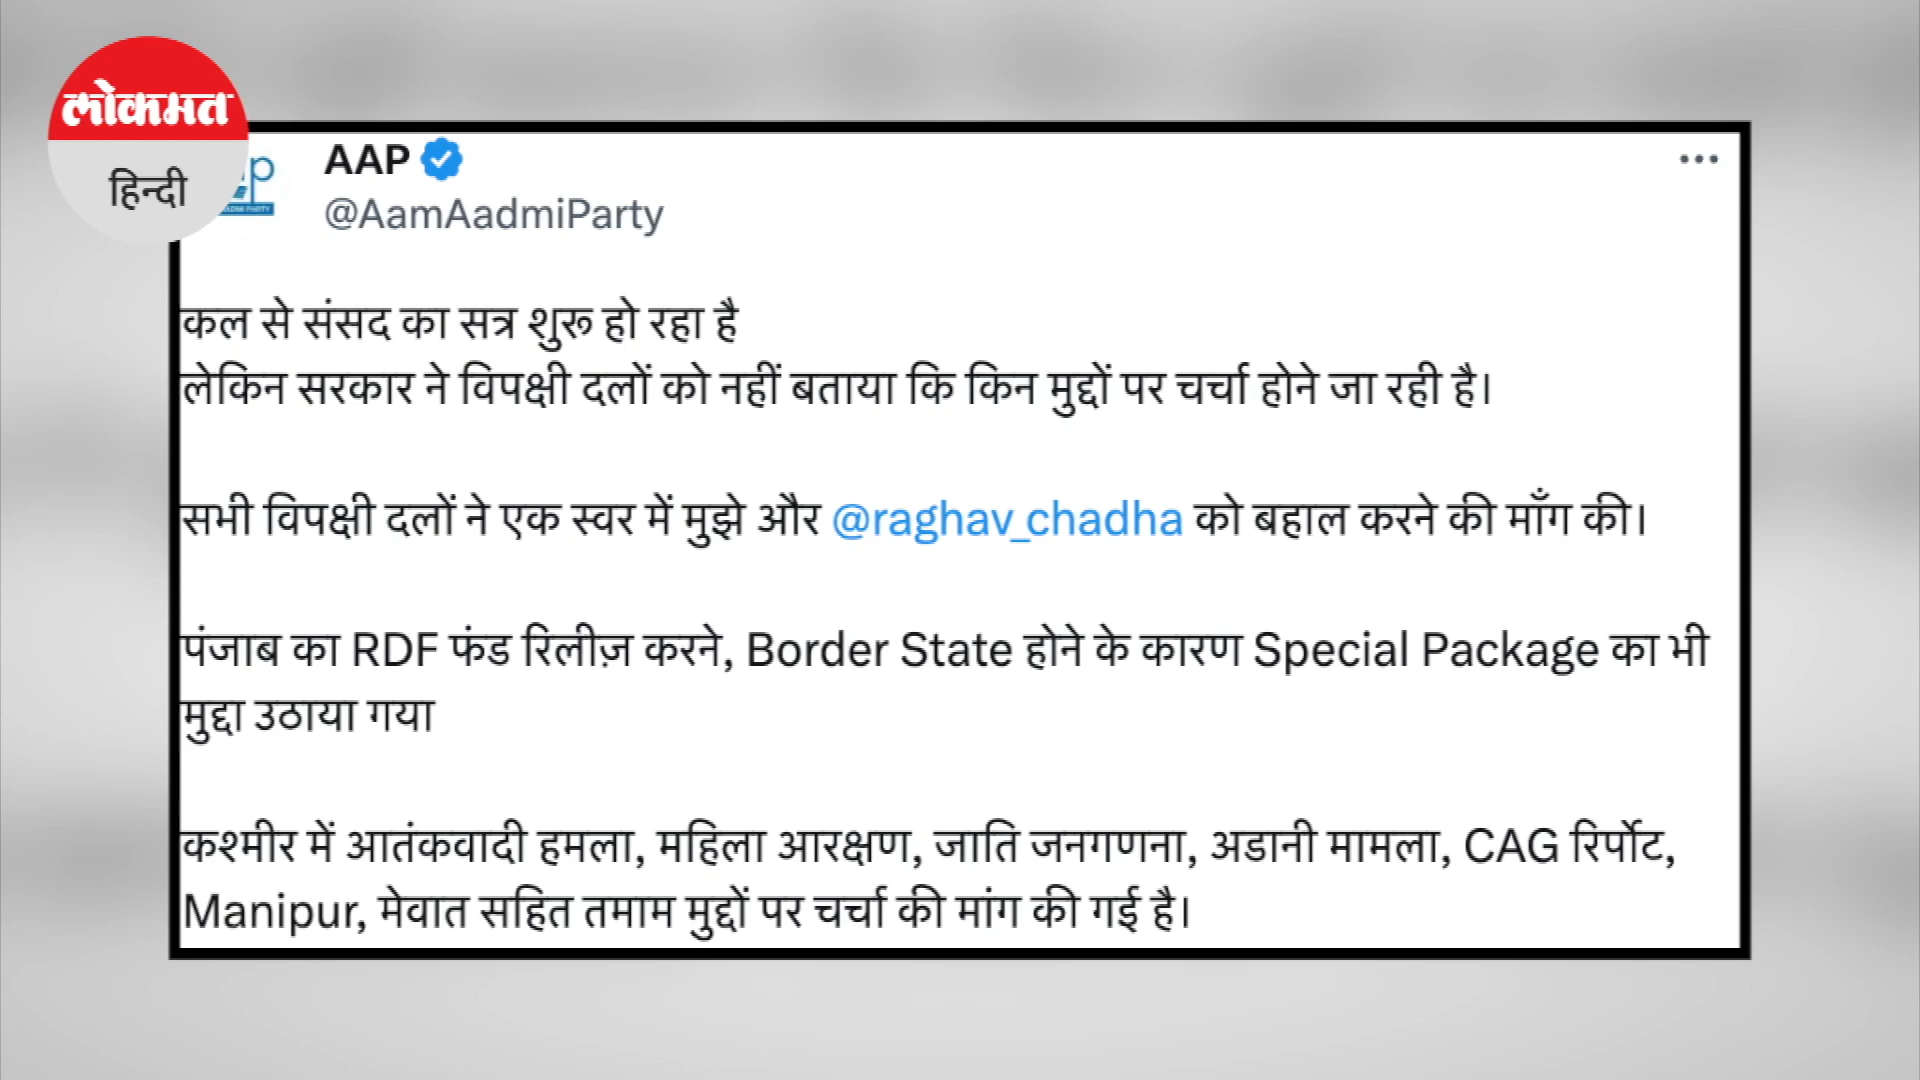 लोकमत
हिन्दी
AAP
@AamAadmiParty
कल से संसद का सत्र शुरू हो रहा है
लेकिन सरकार ने विपक्षी दलों को नहीं बताया कि किन मुद्दों पर चर्चा होने जा रही है।
सभी विपक्षी दलों ने एक स्वर में मुझे और @raghav_chadha को बहाल करने की माँग की।
पंजाब का RDF फंड रिलीज़ करने, Border State होने के कारण Special Package का भी
मुद्दा उठाया गया
कश्मीर में आतंकवादी हमला, महिला आरक्षण, जाति जनगणना, अडानी मामला, CAG रिर्पोट,
Manipur, मेवात सहित तमाम मुद्दों पर चर्चा की मांग की गई है।